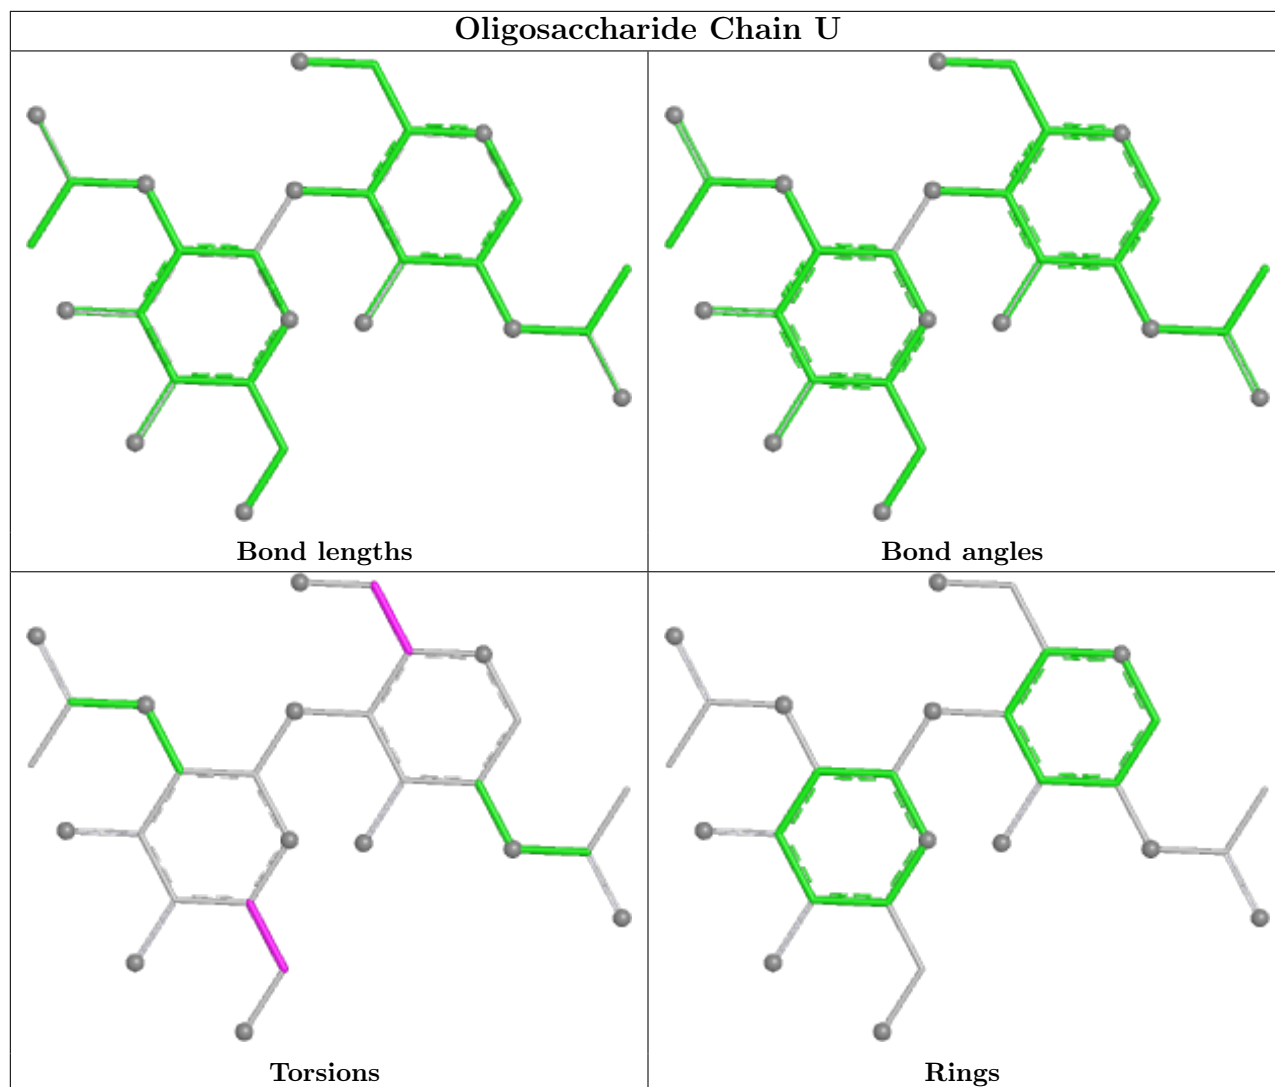 Oligosaccharide Chain U
Bond lengths
Bond angles
Torsions
Rings